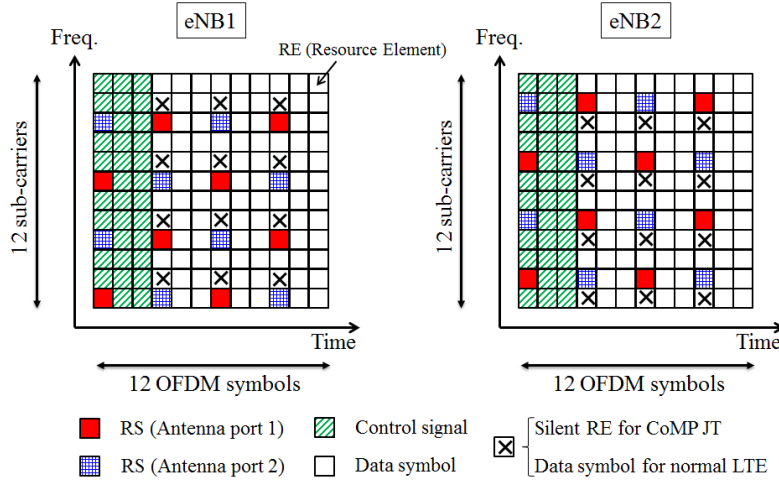 eNB1
eNB2
Freq.
RE (Resource Element)
Freq.
12 sub-carriers
12 sub-carriers
Time
Time
12 OFDM symbols
12 OFDM symbols
RS (Antenna port 1)
Control signal
Silent RE for CoMP JT
RS (Antenna port 2)
Data symbol
Data symbol for normal LTE